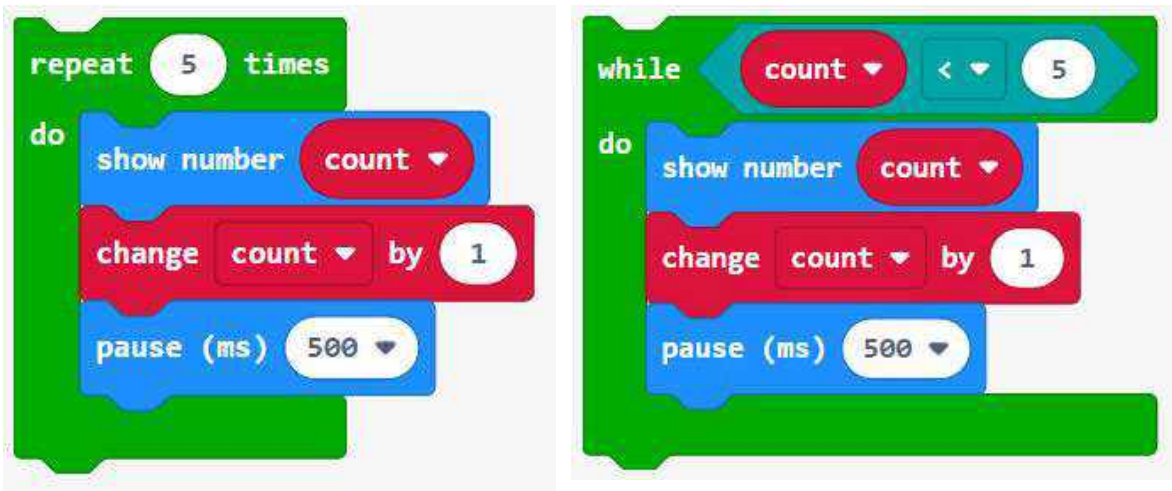 repeat 5 times
do
show number count
change count by 1
pause (ms) 500
while count < 5
do
show number count
change count by 1
pause (ms) 500